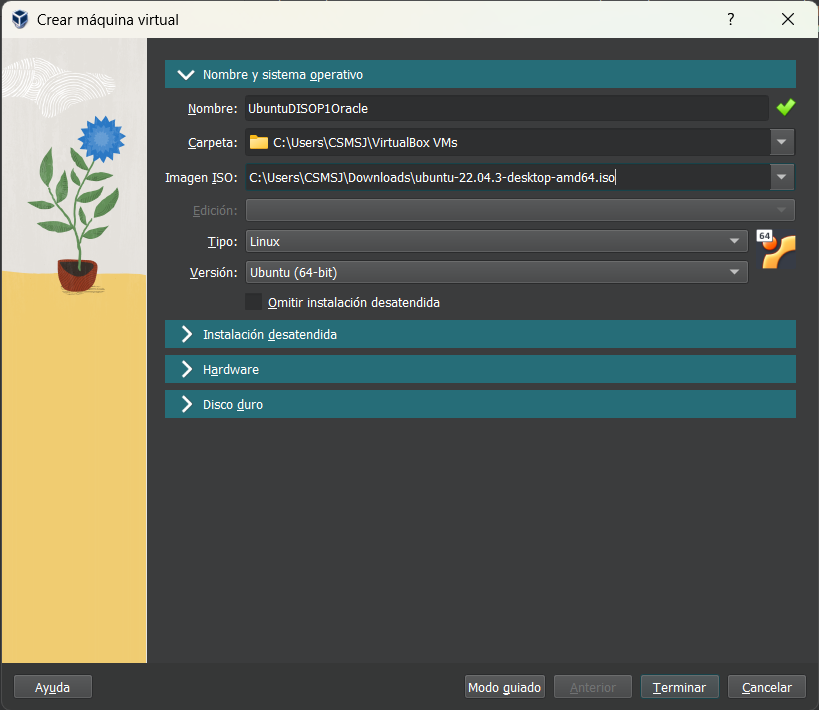 Crear máquina virtual
?
Nombre y sistema operativo
Nombre: UbuntuDISOP1Oracle
Carpeta: C:\Users\CSMSJ\VirtualBox VMs
Imagen ISO: C:\Users\CSMSJ\Downloads\ubuntu-22.04.3-desktop-amd64.iso
Edición:
Tipo: Linux
64
Versión: Ubuntu (64-bit)
Omitir instalación desatendida
Instalación desatendida
Hardware
Disco duro
Ayuda Modo guiado Anterior Terminar Cancelar